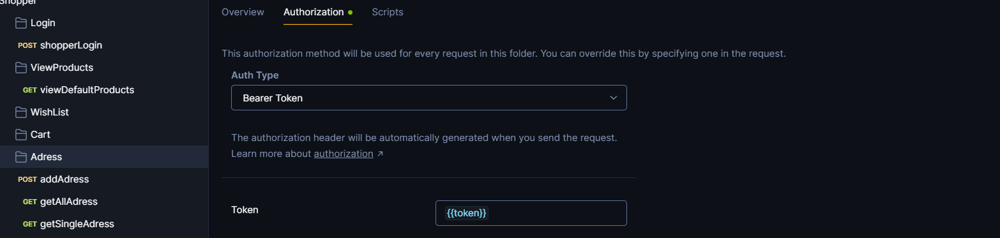 Shopper
Login
POST shopperLogin
ViewProducts
GET viewDefaultProducts
WishList
Cart
Adress
POST addAdress
GET getAllAdress
GET getSingleAdress
Overview Authorization Scripts
This authorization method will be used for every request in this folder. You can override this by specifying one in the request.
Auth Type
Bearer Token
The authorization header will be automatically generated when you send the request.
Learn more about authorization ↗
Token {{token}}